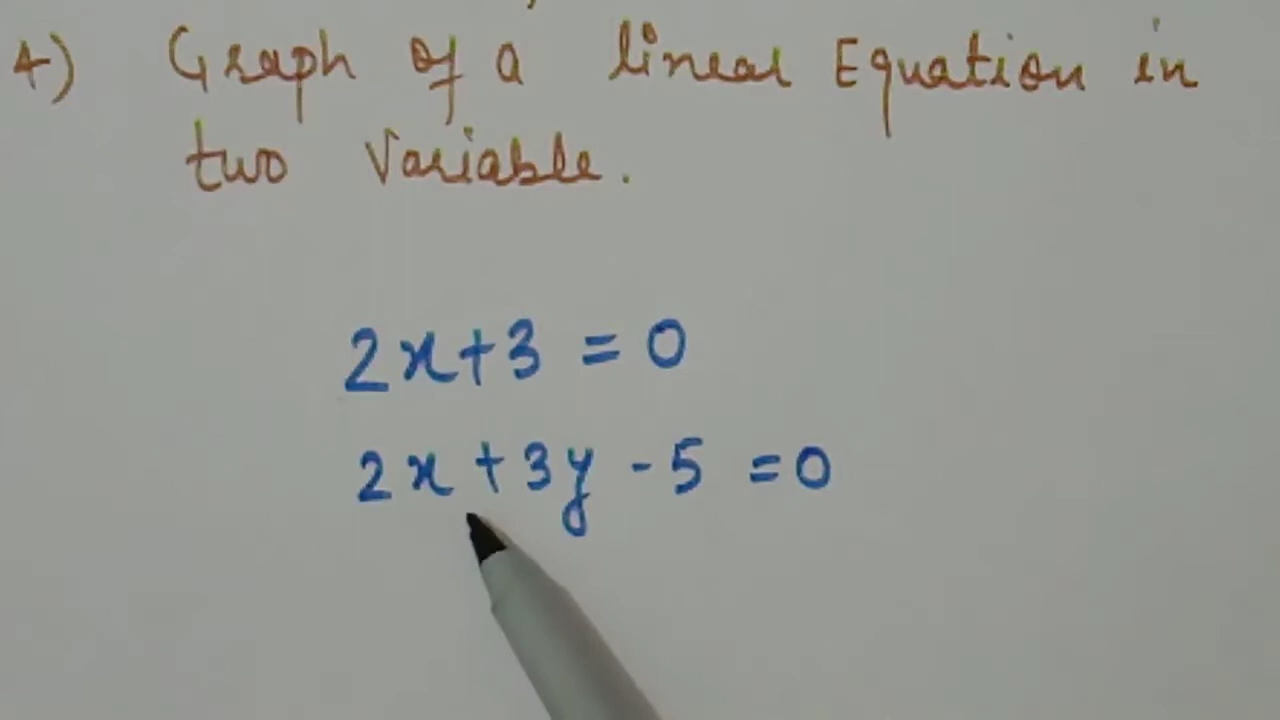 4) Graph of a linear Equation in
two Variable.
2x+3 = 0
2x + 3y - 5 = 0